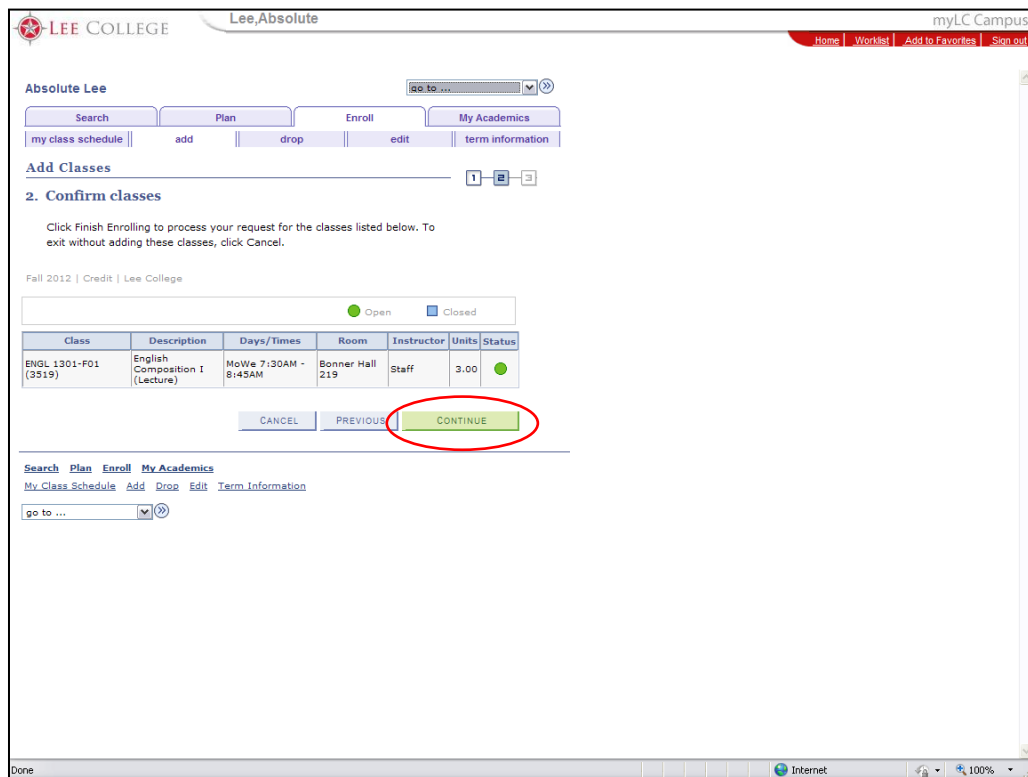 LEE COLLEGE
Lee,Absolute
myLC Campus
Home Worklist Add to Favorites Sign out
Absolute Lee
go to ...
Search Plan Enroll My Academics
my class schedule add drop edit term information
Add Classes
1 2 3
2. Confirm classes
Click Finish Enrolling to process your request for the classes listed below. To
exit without adding these classes, click Cancel.
Fall 2012 | Credit | Lee College
Open Closed
Class Description Days/Times Room Instructor Units Status
ENGL 1301-F01
(3519)
English
Composition I
(Lecture)
MoWe 7:30AM -
8:45AM
Bonner Hall
219
Staff
3.00
CANCEL PREVIOUS CONTINUE
Search Plan Enroll My Academics
My Class Schedule Add Drop Edit Term Information
go to ...
Done Internet 100%